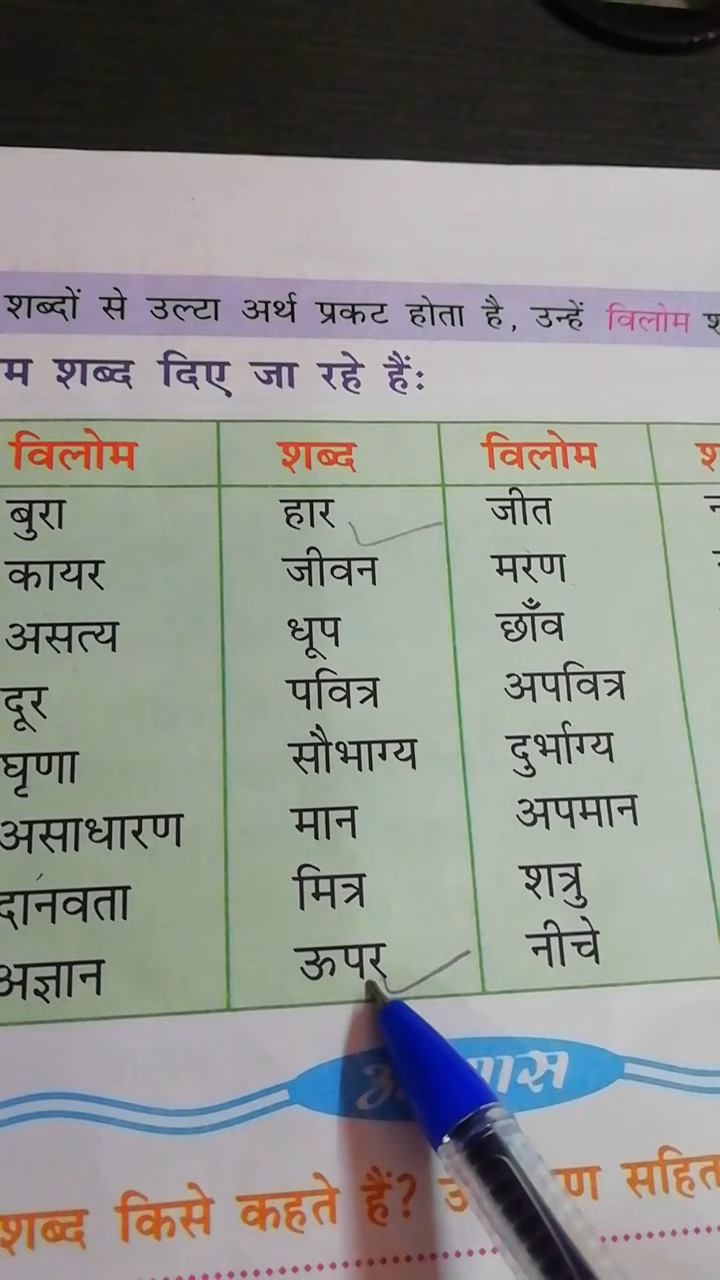 शब्दों से उल्टा अर्थ प्रकट होता है, उन्हें विलोम
शब्द दिए जा रहे हैं:
विलोम शब्द विलोम
बुरा हार जीत
कायर जीवन मरण
असत्य धूप छाँव
दूर पवित्र अपवित्र
घृणा सौभाग्य दुर्भाग्य
असाधारण मान अपमान
दानवता मित्र शत्रु
अज्ञान ऊपर नीचे
शब्द किसे कहते हैं? सहित